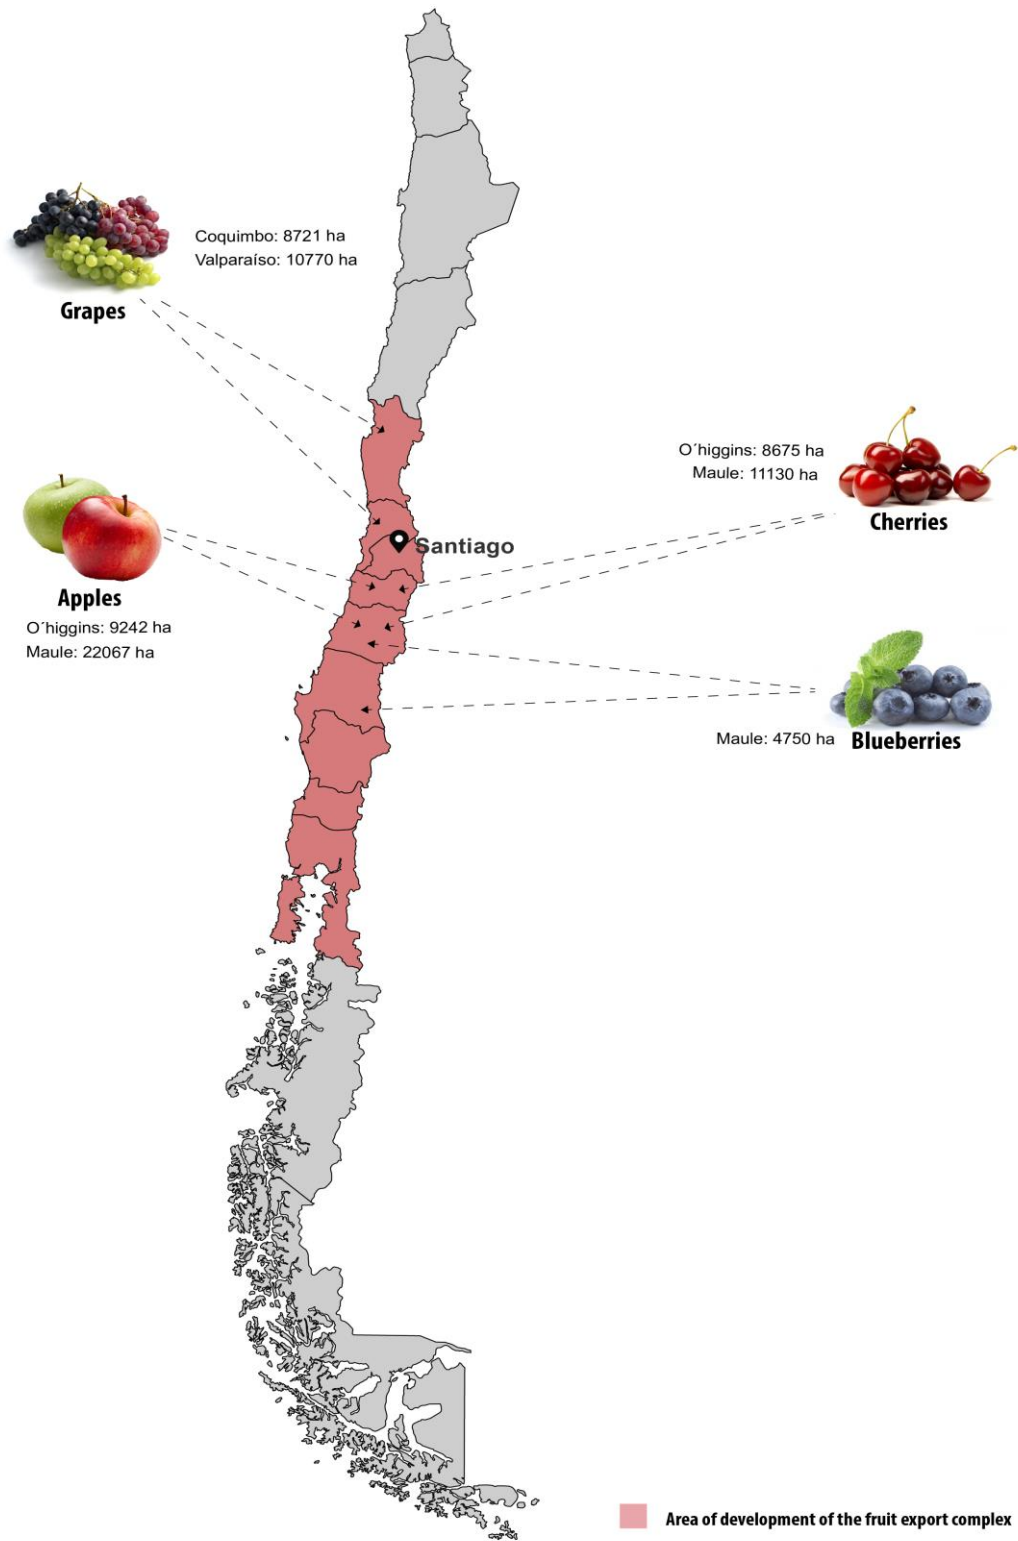 Coquimbo: 8721 ha
Valparaíso: 10770 ha
Grapes
O´higgins: 8675 ha
Maule: 11130 ha
Cherries
Santiago
Apples
O´higgins: 9242 ha
Maule: 22067 ha
Maule: 4750 ha
Blueberries
Area of development of the fruit export complex